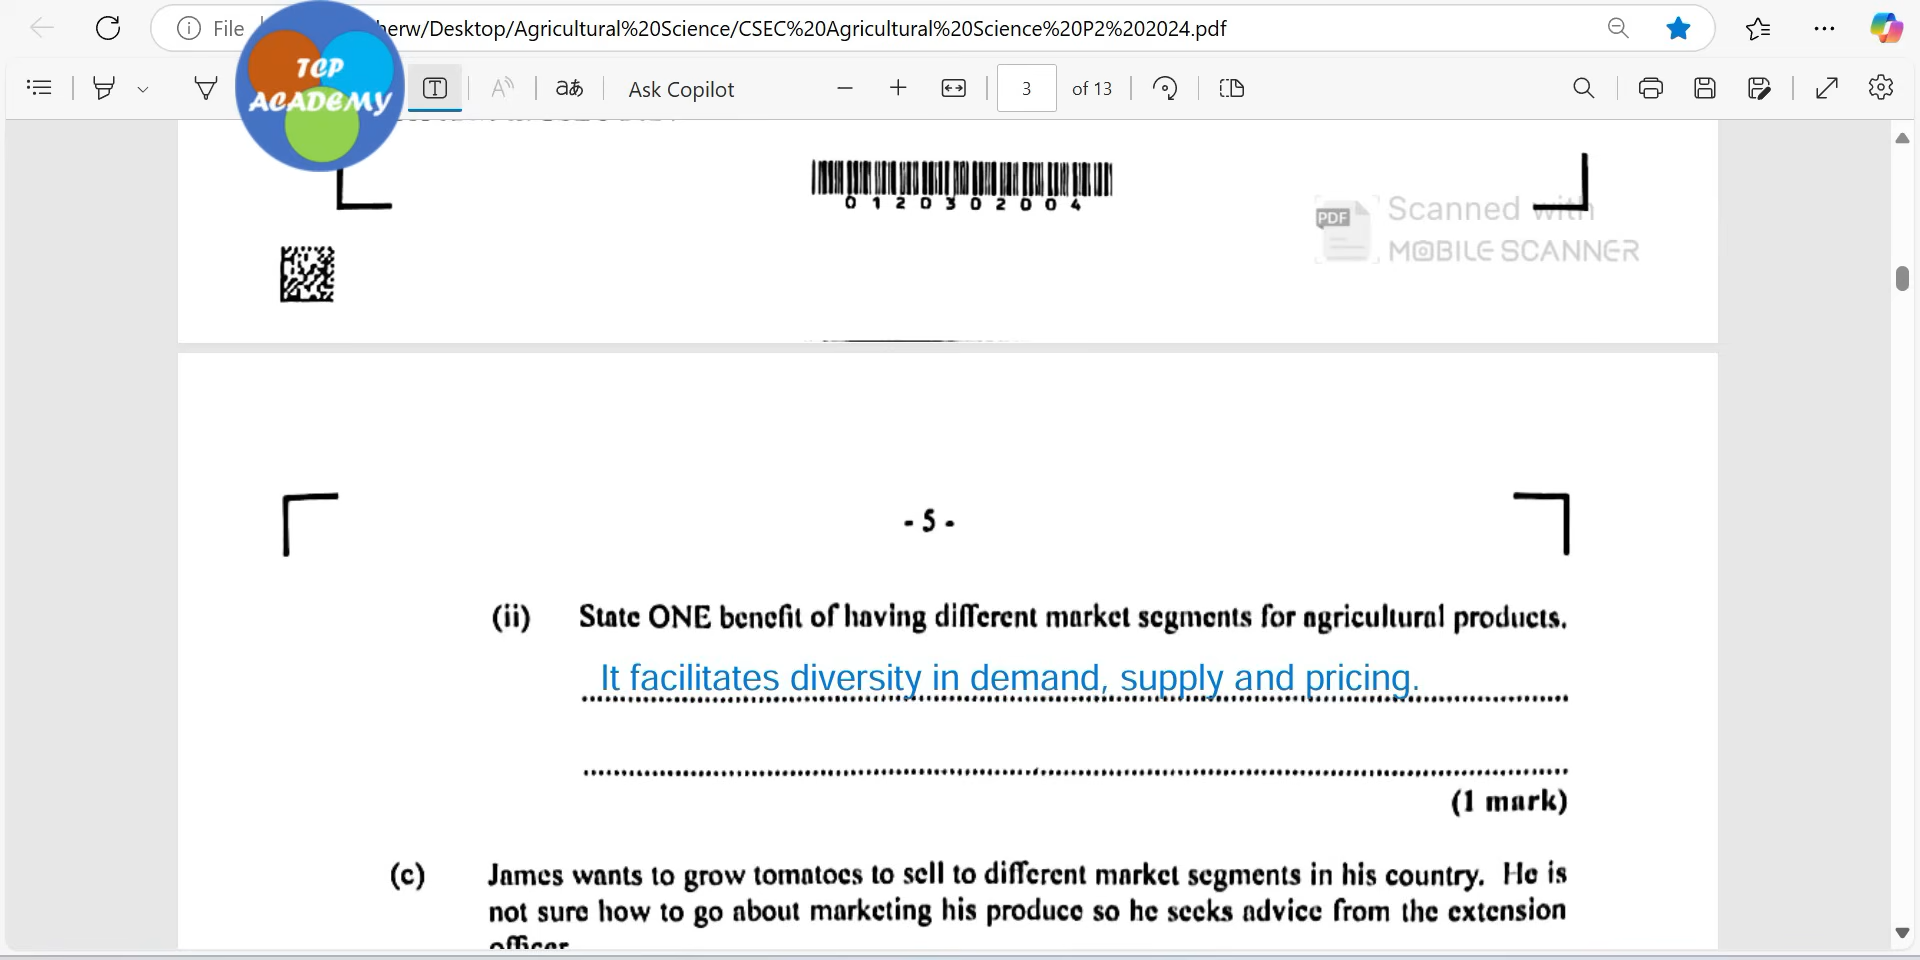 File
herw/Desktop/Agricultural%20Science/CSEC%20Agricultural%20Science%20P2%202024.pdf
TCP
ACADEMY
aあ
Ask Copilot
3 of 13
0 1 2 0 3 0 2 0 0 4
PDF
Scanned with
MOBILE SCANNER
- 5 -
(ii) State ONE benefit of having different market segments for agricultural products.
It facilitates diversity in demand, supply and pricing.
(1 mark)
(c) James wants to grow tomatoes to sell to different market segments in his country. He is
not sure how to go about marketing his produce so he seeks advice from the extension
officer